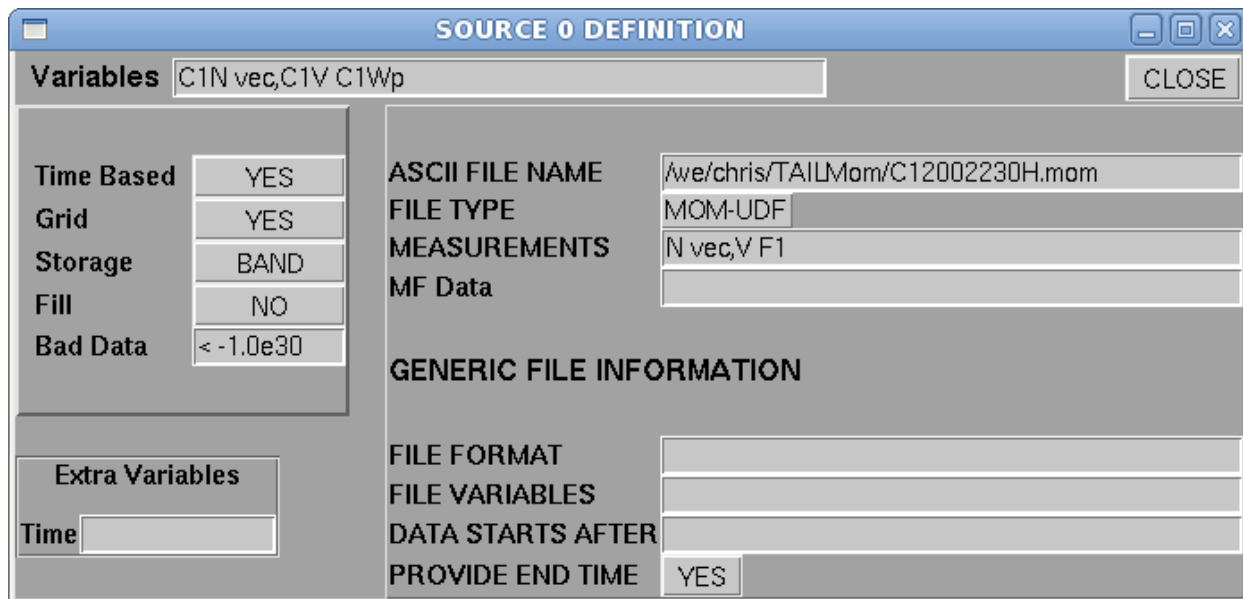 SOURCE 0 DEFINITION
Variables C1N vec,C1V C1Wp CLOSE
Time Based YES
Grid YES
Storage BAND
Fill NO
Bad Data < -1.0e30
Extra Variables
Time
ASCII FILE NAME /we/chris/TAILMom/C12002230H.mom
FILE TYPE MOM-UDF
MEASUREMENTS N vec,V F1
MF Data
GENERIC FILE INFORMATION
FILE FORMAT
FILE VARIABLES
DATA STARTS AFTER
PROVIDE END TIME YES